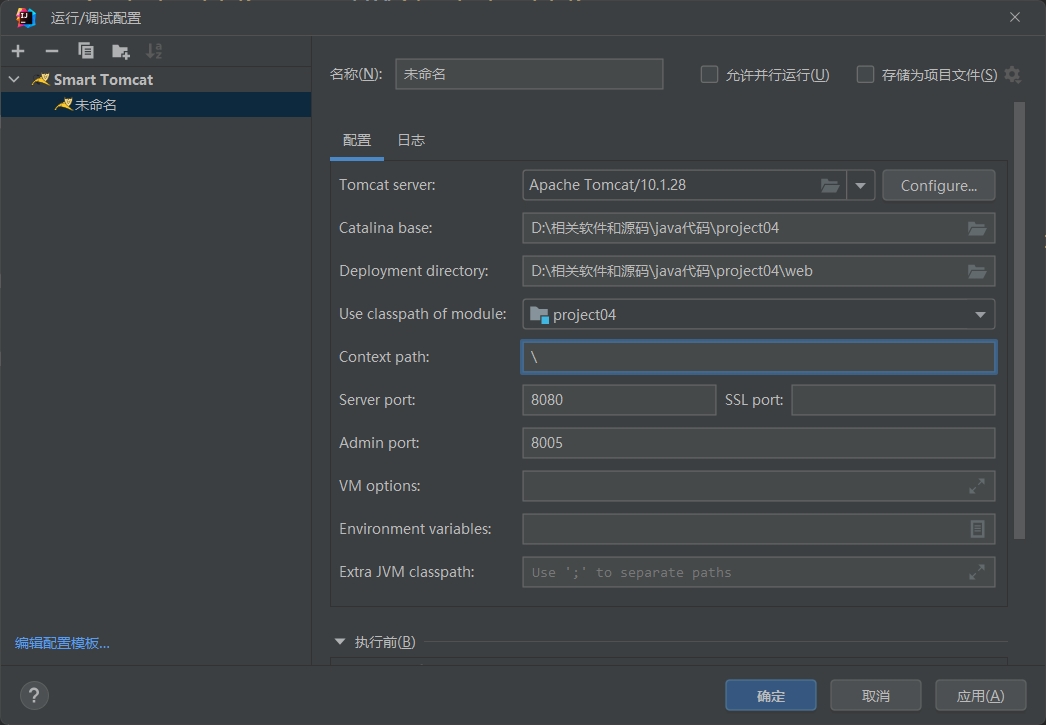 运行/调试配置
Smart Tomcat
未命名
名称(N): 未命名 允许并行运行(U) 存储为项目文件(S)
配置 日志
Tomcat server: Apache Tomcat/10.1.28 Configure...
Catalina base: D:\相关软件和源码\java代码\project04
Deployment directory: D:\相关软件和源码\java代码\project04\web
Use classpath of module: project04
Context path: \
Server port: 8080 SSL port:
Admin port: 8005
VM options:
Environment variables:
Extra JVM classpath: Use ';' to separate paths
编辑配置模板...
执行前(B)
? 确定 取消 应用(A)